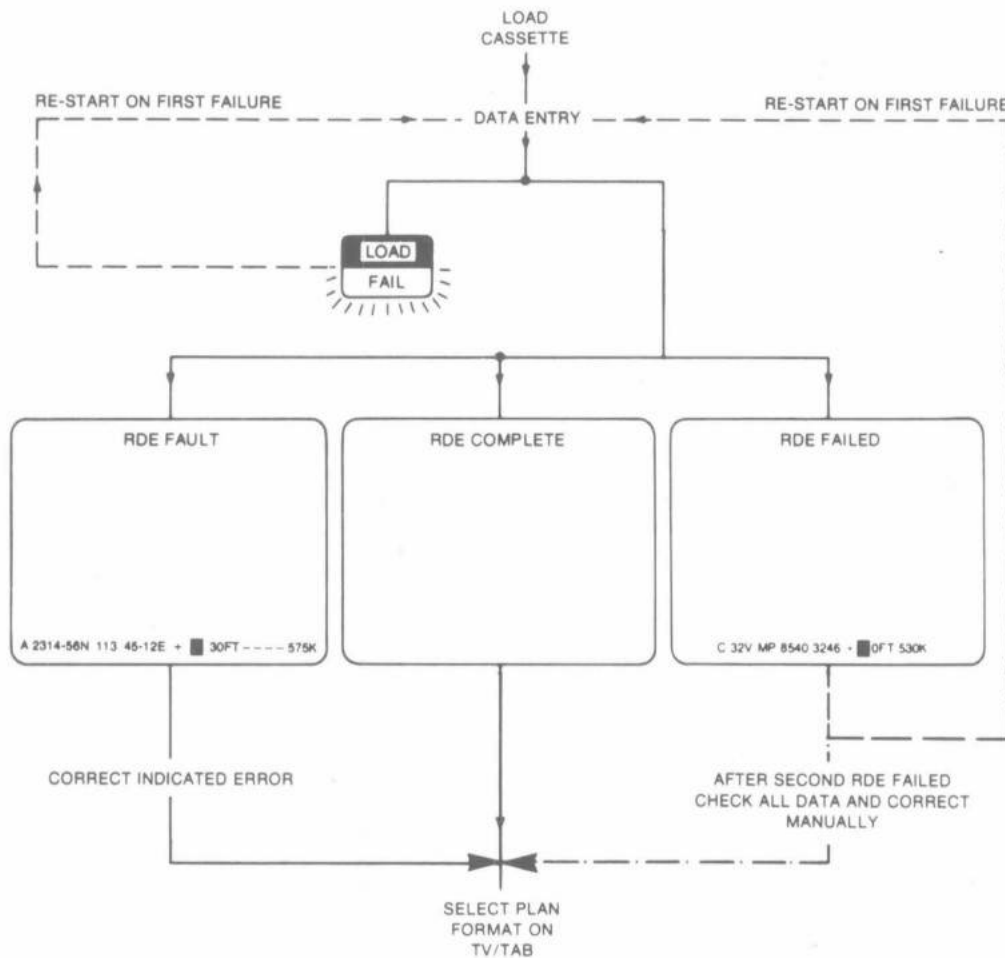 LOAD
CASSETTE
RE-START ON FIRST FAILURE
DATA ENTRY
RE-START ON FIRST FAILURE
LOAD
FAIL
RDE FAULT
RDE COMPLETE
RDE FAILED
A 2314-56N 113 45-12E + 30FT ---- 575K
C 32V MP 8540 3246 - 0FT 530K
CORRECT INDICATED ERROR
AFTER SECOND RDE FAILED
CHECK ALL DATA AND CORRECT
MANUALLY
SELECT PLAN
FORMAT ON
TV/TAB